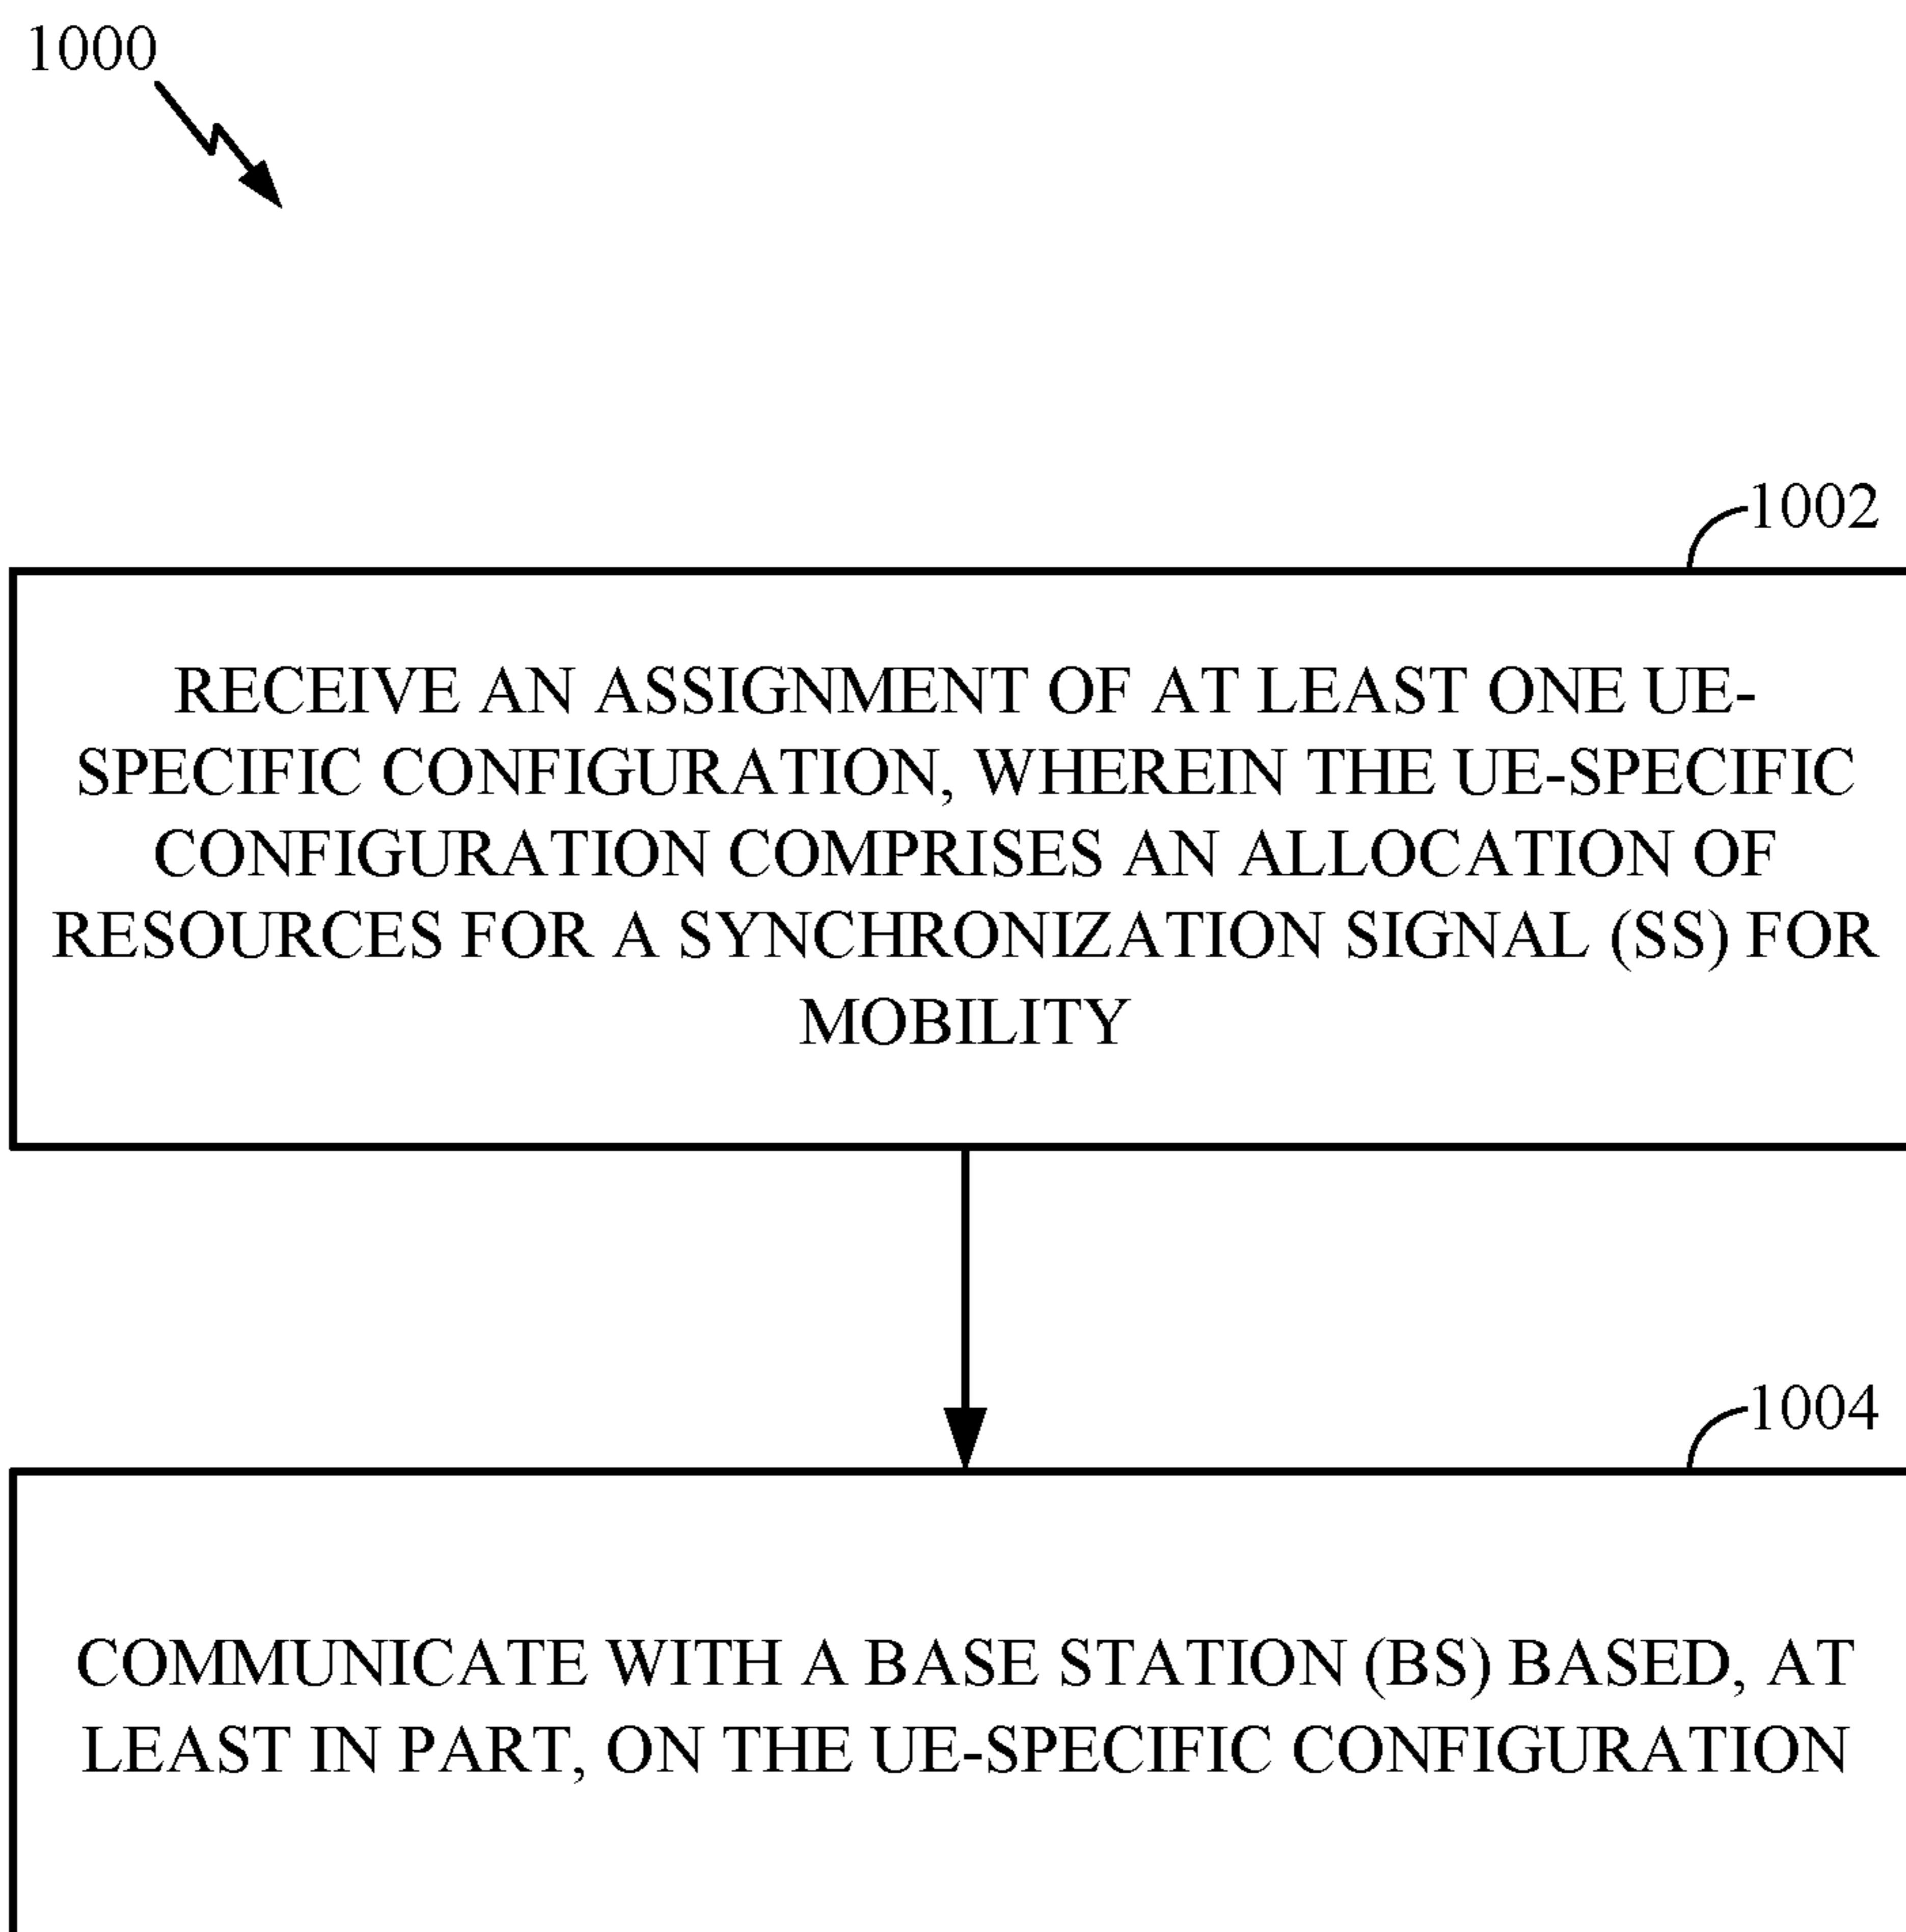 1000
1002
RECEIVE AN ASSIGNMENT OF AT LEAST ONE UE-
SPECIFIC CONFIGURATION, WHEREIN THE UE-SPECIFIC
CONFIGURATION COMPRISES AN ALLOCATION OF
RESOURCES FOR A SYNCHRONIZATION SIGNAL (SS) FOR
MOBILITY
1004
COMMUNICATE WITH A BASE STATION (BS) BASED, AT
LEAST IN PART, ON THE UE-SPECIFIC CONFIGURATION